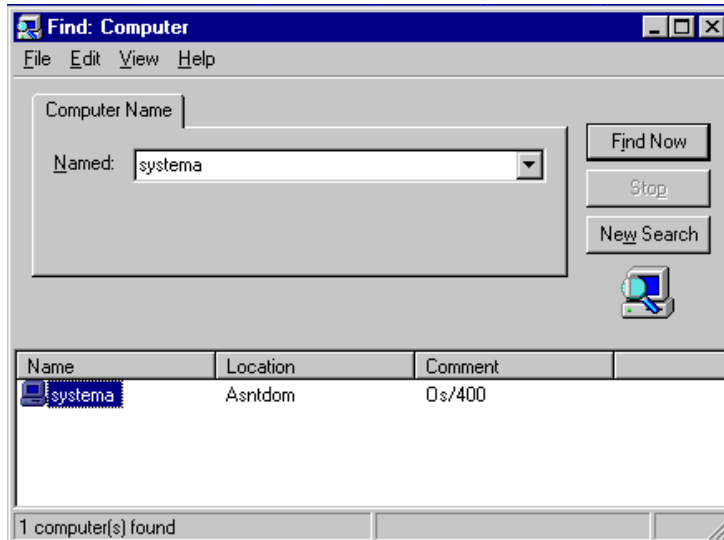 Find: Computer
File Edit View Help
Computer Name
Named: systema
Find Now
Stop
New Search
Name Location Comment
systema Asntdom Os/400
1 computer(s) found